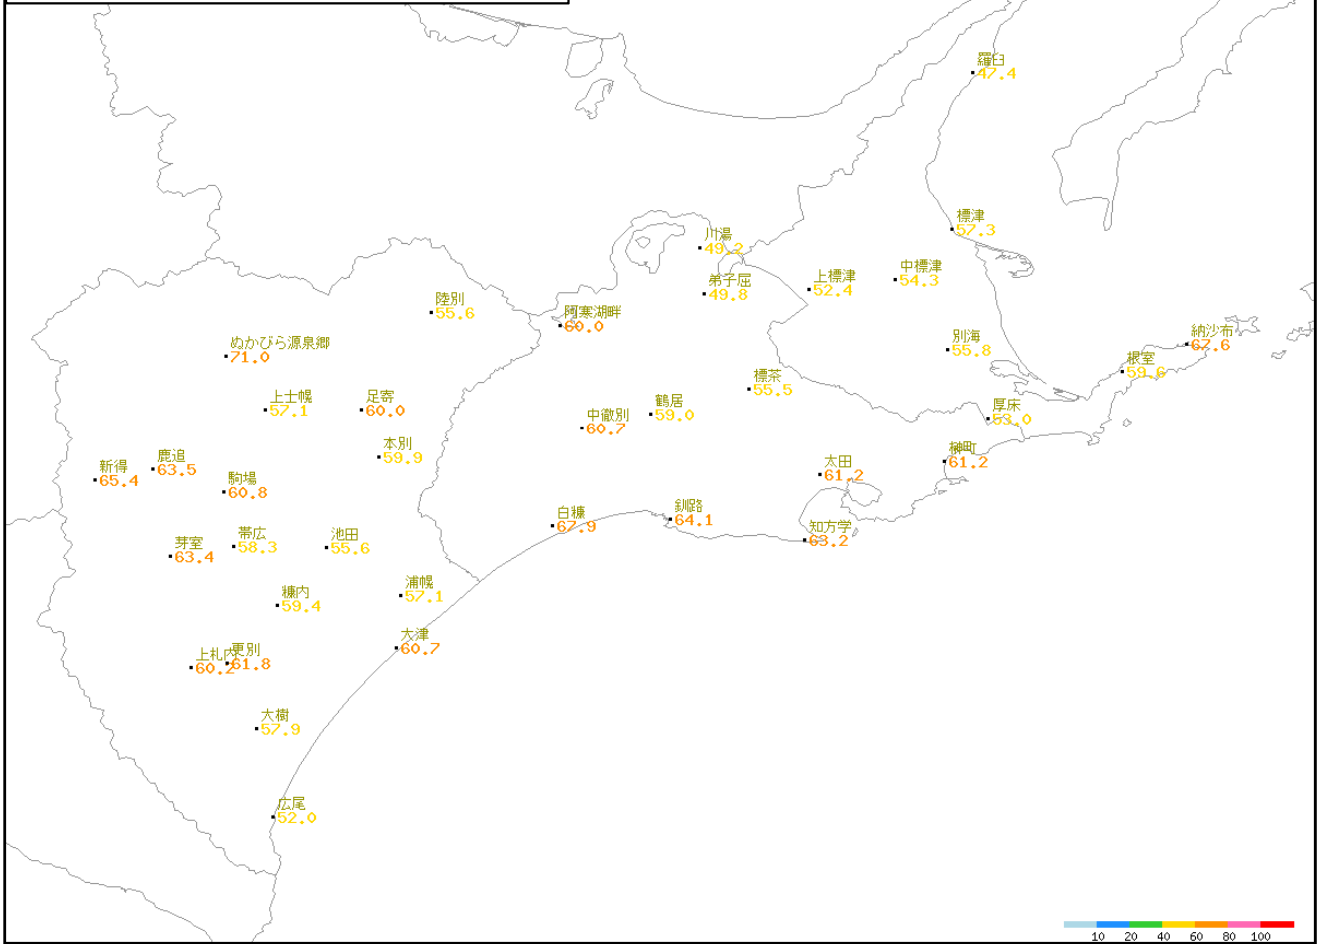 羅臼
47.4
標津
57.3
川湯
49.2
中標津
54.3
弟子屈
49.8
上標津
52.4
陸別
55.6
阿寒湖畔
60.0
納沙布
67.6
ぬかびら源泉郷
71.0
別海
55.8
根室
59.6
標茶
55.5
上士幌
57.1
足寄
60.0
鶴居
59.0
厚床
53.0
中徹別
60.7
本別
59.9
榊町
61.2
鹿追
63.5
太田
61.2
新得
65.4
駒場
60.8
釧路
64.1
白糠
67.9
知方学
63.2
帯広
58.3
池田
55.6
芽室
63.4
浦幌
57.1
糠内
59.4
大津
60.7
更別
61.8
上札内
60.2
大樹
57.9
広尾
52.0
10 20 40 60 80 100